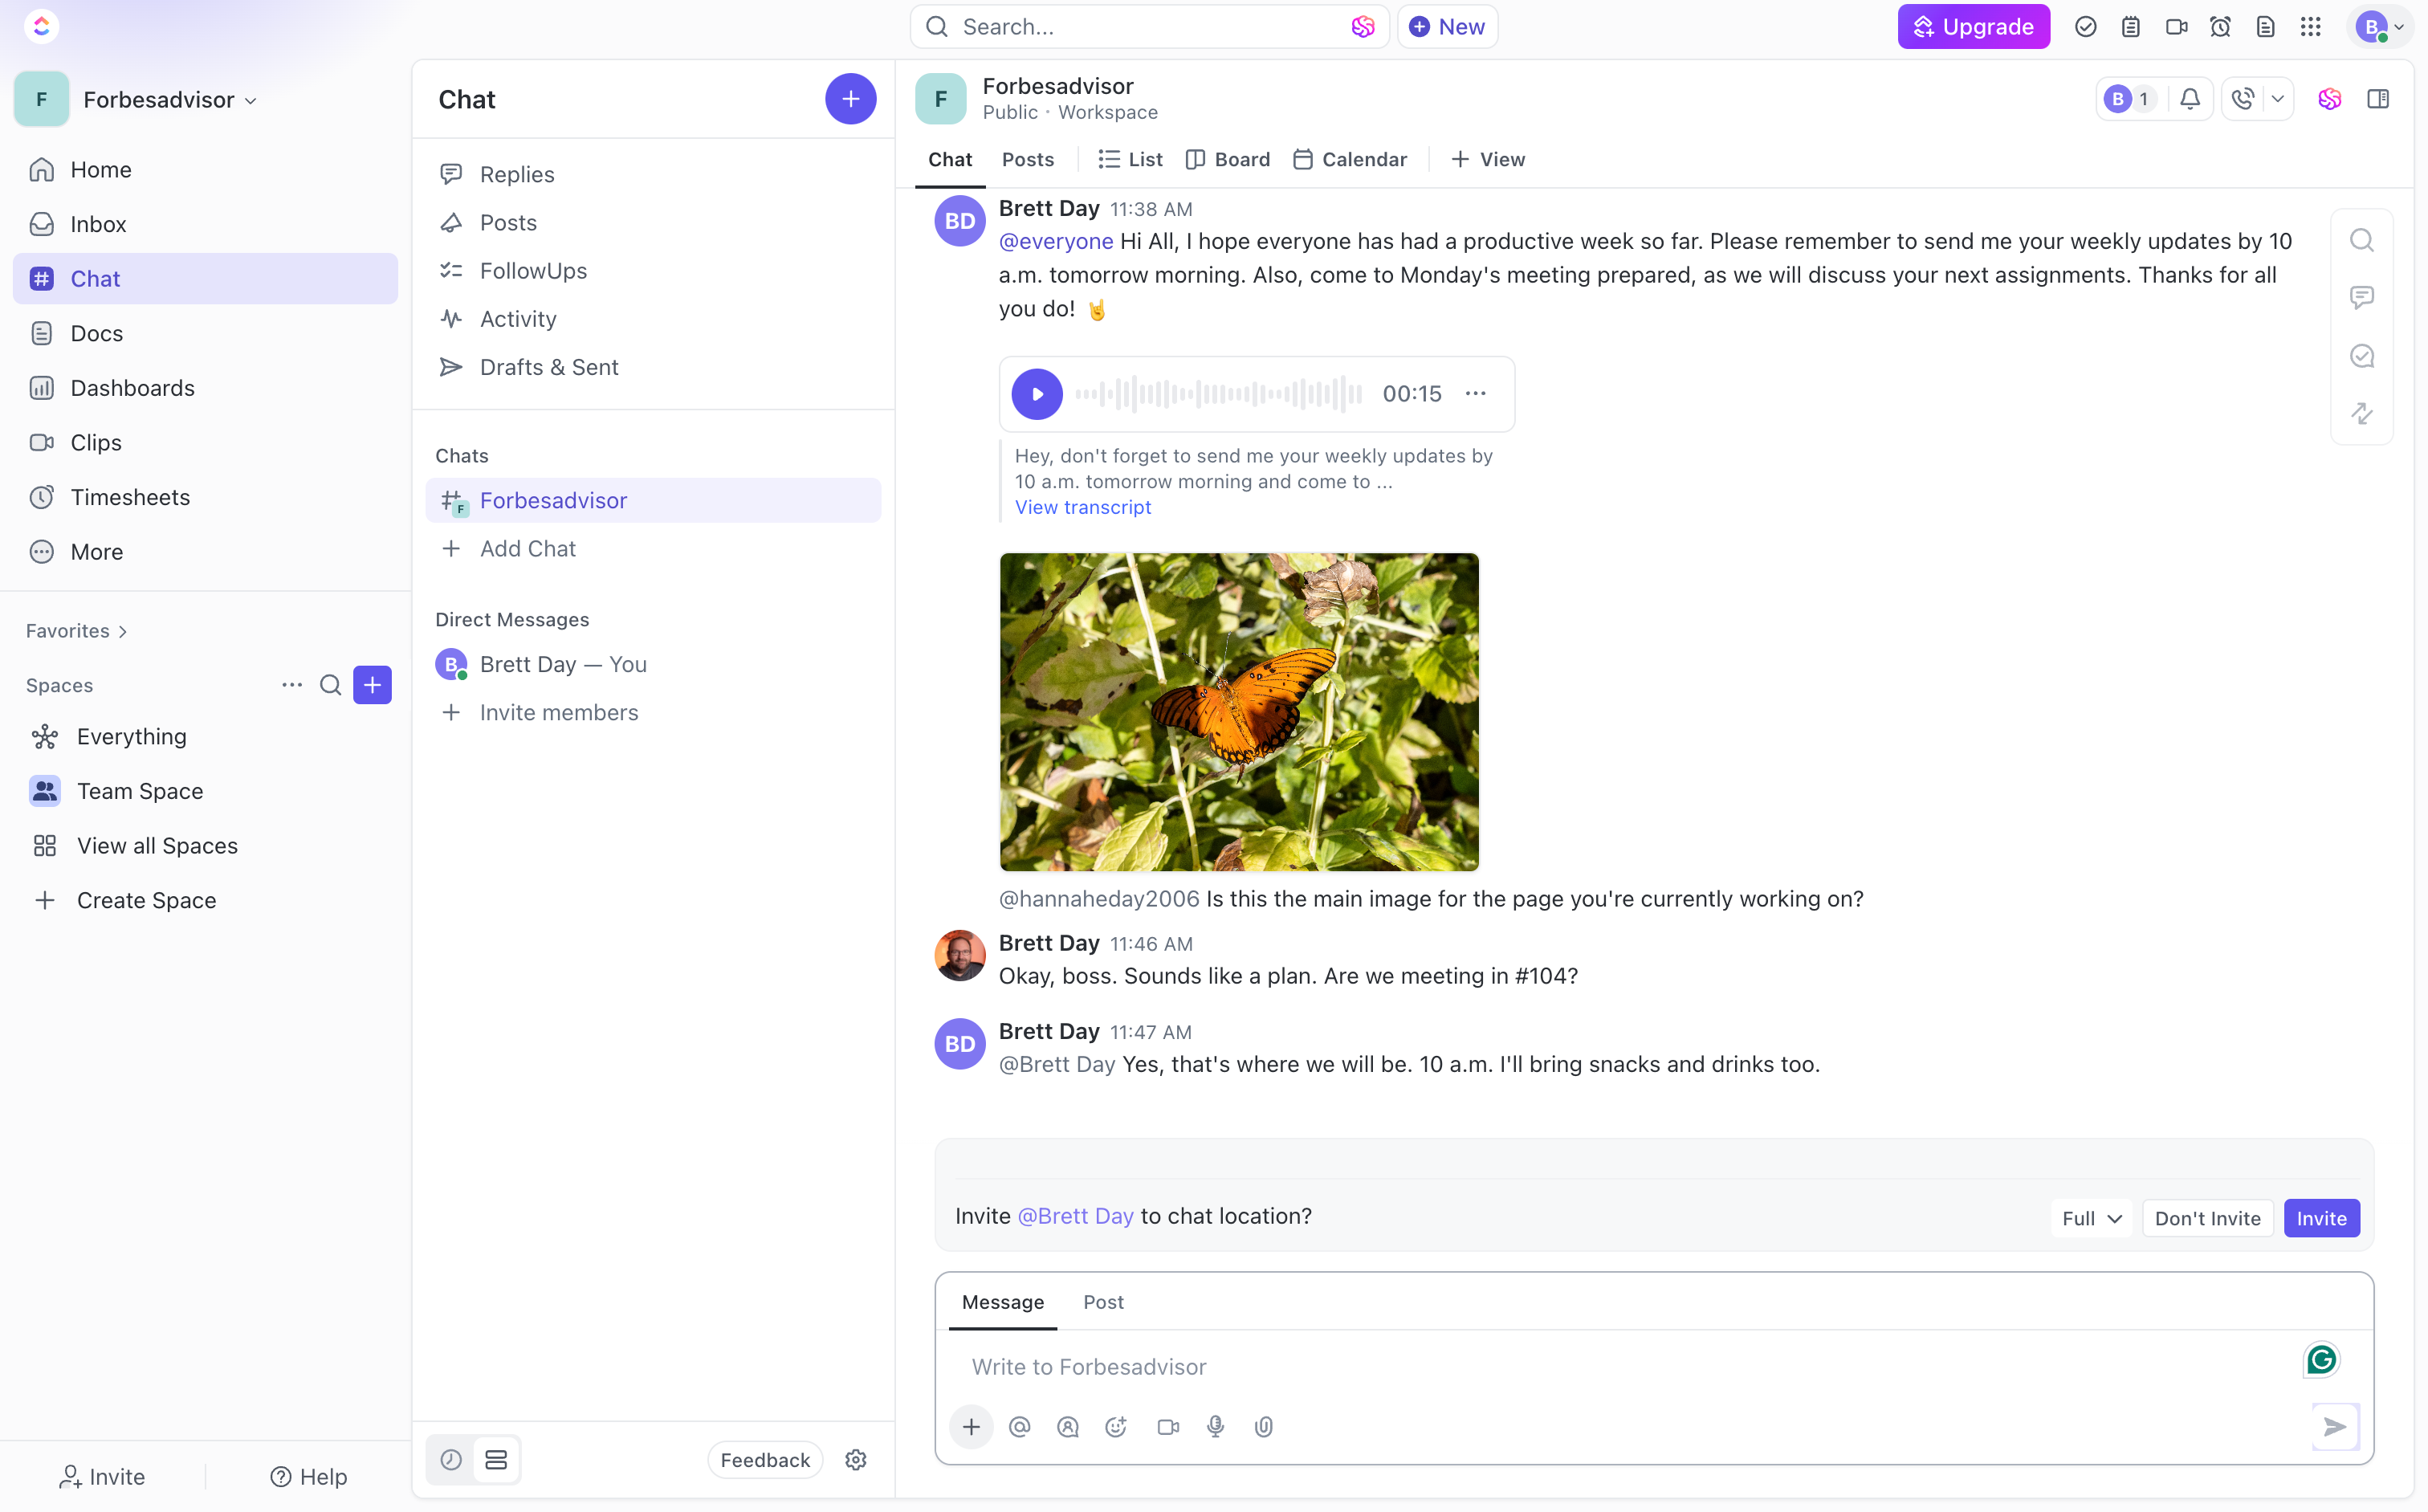 Search...
New
Upgrade
B
F
Forbesadvisor
Home
Inbox
Chat
Docs
Dashboards
Clips
Timesheets
More
Favorites
Spaces
Everything
Team Space
View all Spaces
Create Space
Invite
Help
Chat
Replies
Posts
FollowUps
Activity
Drafts & Sent
Chats
F
Forbesadvisor
Add Chat
Direct Messages
B
Brett Day — You
Invite members
Feedback
F
Forbesadvisor
Public · Workspace
B 1
Chat Posts List Board Calendar View
BD
Brett Day 11:38 AM
@everyone Hi All, I hope everyone has had a productive week so far. Please remember to send me your weekly updates by 10
a.m. tomorrow morning. Also, come to Monday's meeting prepared, as we will discuss your next assignments. Thanks for all
you do! 🤘
00:15
Hey, don't forget to send me your weekly updates by
10 a.m. tomorrow morning and come to ...
View transcript
@hannaheday2006 Is this the main image for the page you're currently working on?
Brett Day 11:46 AM
Okay, boss. Sounds like a plan. Are we meeting in #104?
BD
Brett Day 11:47 AM
@Brett Day Yes, that's where we will be. 10 a.m. I'll bring snacks and drinks too.
Invite @Brett Day to chat location?
Full
Don't Invite
Invite
Message Post
Write to Forbesadvisor